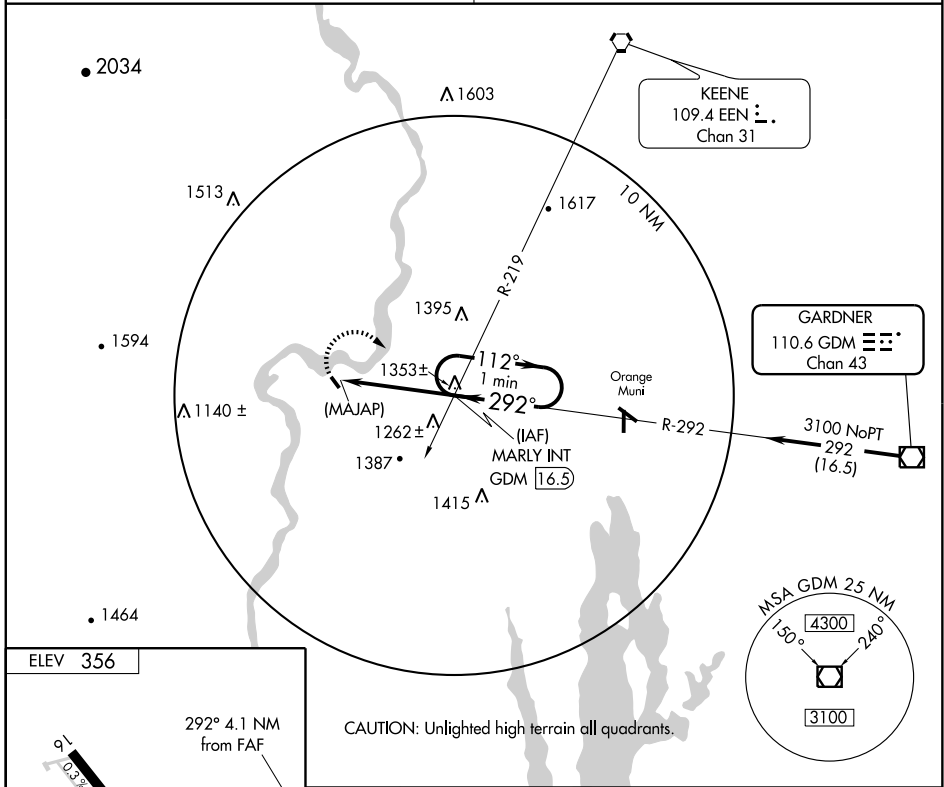 2034
1603
KEENE
109.4 EEN
Chan 31
1513
10 NM
1617
R-219
1395
GARDNER
110.6 GDM
Chan 43
1594
1353±
112°
1 min
292°
Orange
Muni
(MAJAP)
1140 ±
R-292
3100 NoPT
292
(16.5)
1262±
(IAF)
MARLY INT
GDM 16.5
1387
1415
MSA GDM 25 NM
150°
4300
240°
3100
1464
ELEV 356
292° 4.1 NM
from FAF
CAUTION: Unlighted high terrain all quadrants.
16
0.3%